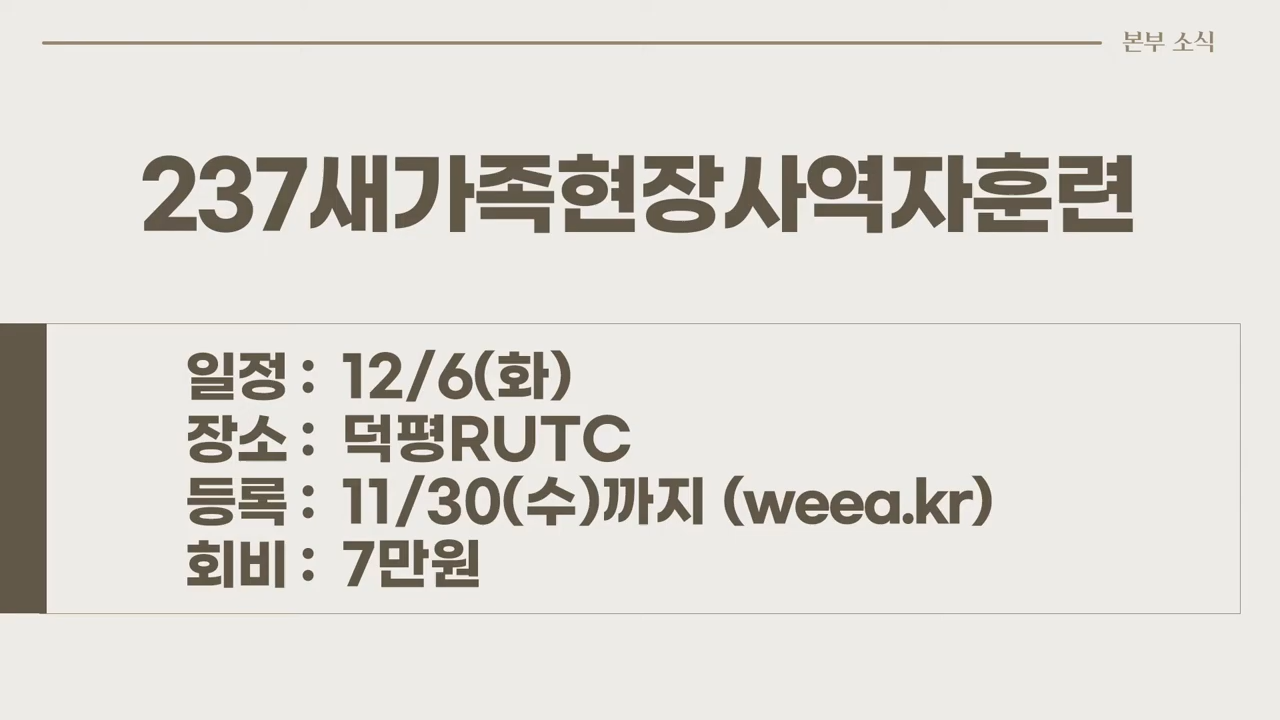 본부 소식
237새가족현장사역자훈련
일정 : 12/6(화)
장소 : 덕평RUTC
등록 : 11/30(수)까지 (weea.kr)
회비 : 7만원